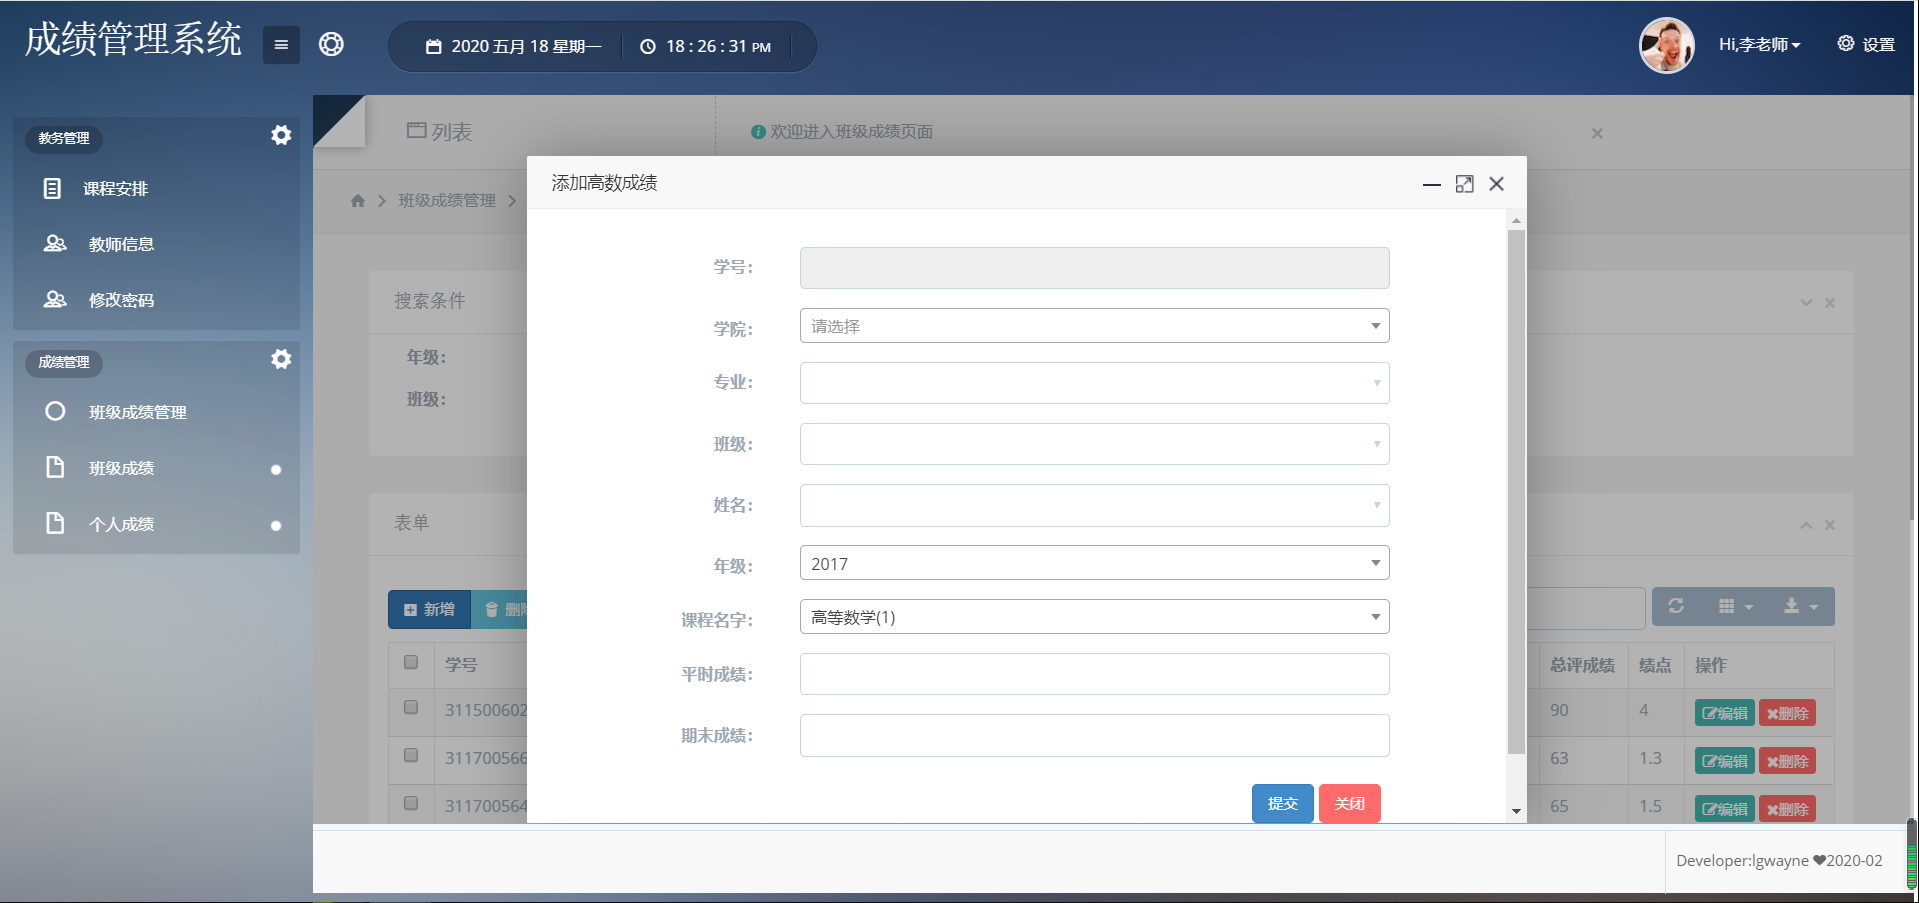 成绩管理系统
2020 五月 18 星期一
18 : 26 : 31 PM
Hi,李老师
设置
教务管理
课程安排
教师信息
修改密码
成绩管理
班级成绩管理
班级成绩
个人成绩
列表
欢迎进入班级成绩页面
班级成绩管理
搜索条件
年级:
班级:
表单
新增
删除
学号
311500602
311700566
311700564
添加高数成绩
学号:
学院:
请选择
专业:
班级:
姓名:
年级:
2017
课程名字:
高等数学(1)
平时成绩:
期末成绩:
提交
关闭
总评成绩 绩点 操作
90 4 编辑 删除
63 1.3 编辑 删除
65 1.5 编辑 删除
Developer:lgwayne ❤2020-02